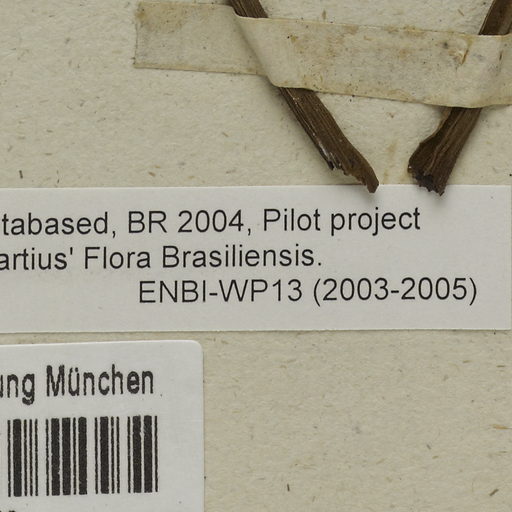 tabased, BR 2004, Pilot project
artius' Flora Brasiliensis.
ENBI-WP13 (2003-2005)
ung München